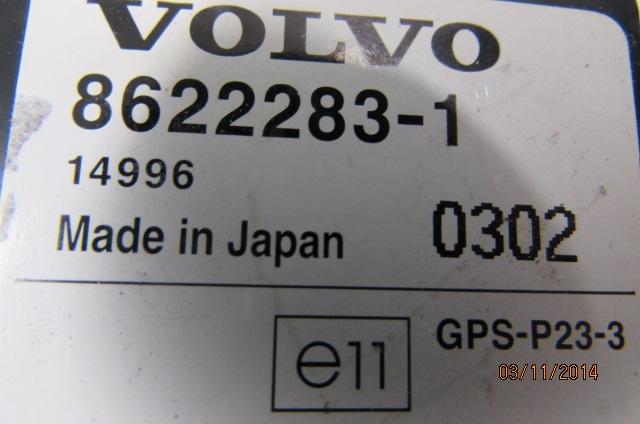 VOLVO
8622283-1
14996
Made in Japan 0302
e11 GPS-P23-3
03/11/2014